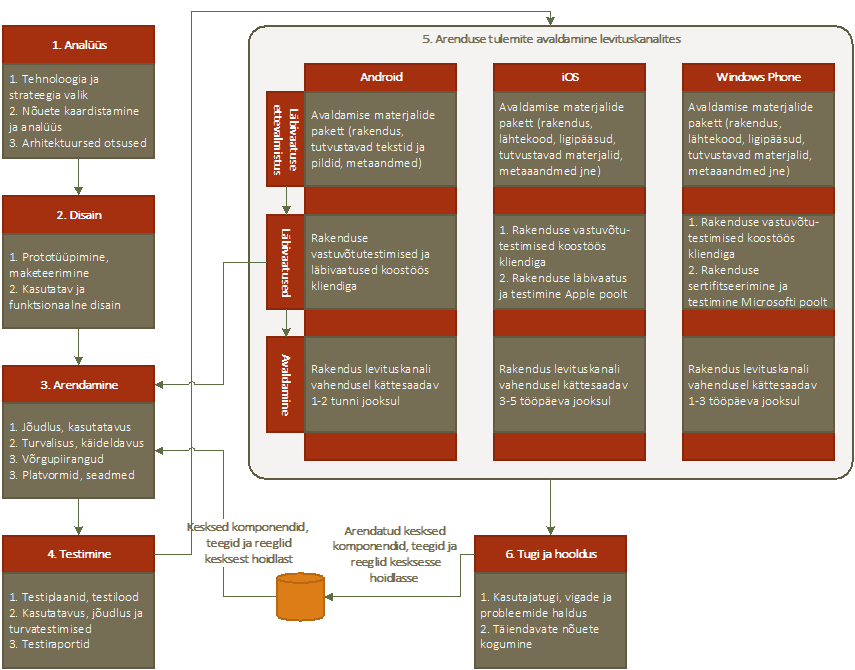 1. Analüüs
1. Tehnoloogia ja
strateegia valik
2. Nõuete kaardistamine
ja analüüs
3. Arhitektuursed otsused
2. Disain
1. Prototüüpimine,
maketeerimine
2. Kasutatav ja
funktsionaalne disain
3. Arendamine
1. Jõudlus, kasutatavus
2. Turvalisus, käideldavus
3. Võrgupiirangud
3. Platvormid, seadmed
4. Testimine
1. Testiplaanid, testilood
2. Kasutatavus, jõudlus ja
turvatestimised
3. Testiraportid
5. Arenduse tulemite avaldamine levituskanalites
Android
iOS
Windows Phone
Läbivaatuse
ettevalmistus
Avaldamise materjalide
pakett (rakendus,
tutvustavad tekstid ja
pildid, metaandmed)
Avaldamise materjalide
pakett (rakendus,
lähtekood, ligipääsud,
tutvustavad materjalid,
metaaandmed jne)
Avaldamise materjalide
pakett (rakendus,
lähtekood, ligipääsud,
tutvustavad materjalid,
metaaandmed jne)
Läbivaatused
Rakenduse
vastuvõtutestimised ja
läbivaatused koostöös
kliendiga
1. Rakenduse vastuvõtu-
testimised koostöös
kliendiga
2. Rakenduse läbivaatus
ja testimine Apple poolt
1. Rakenduse vastuvõtu-
testimised koostöös
kliendiga
2. Rakenduse
sertifitseerimine ja
testimine Microsofti poolt
Avaldamine
Rakendus levituskanali
vahendusel kättesaadav
1-2 tunni jooksul
Rakendus levituskanali
vahendusel kättesaadav
3-5 tööpäeva jooksul
Rakendus levituskanali
vahendusel kättesaadav
1-3 tööpäeva jooksul
Kesksed komponendid,
teegid ja reeglid
kesksest hoidlast
Arendatud kesksed
komponendid, teegid ja
reeglid kesksesse
hoidlasse
6. Tugi ja hooldus
1. Kasutajatugi, vigade ja
probleemide haldus
2. Täiendavate nõuete
kogumine